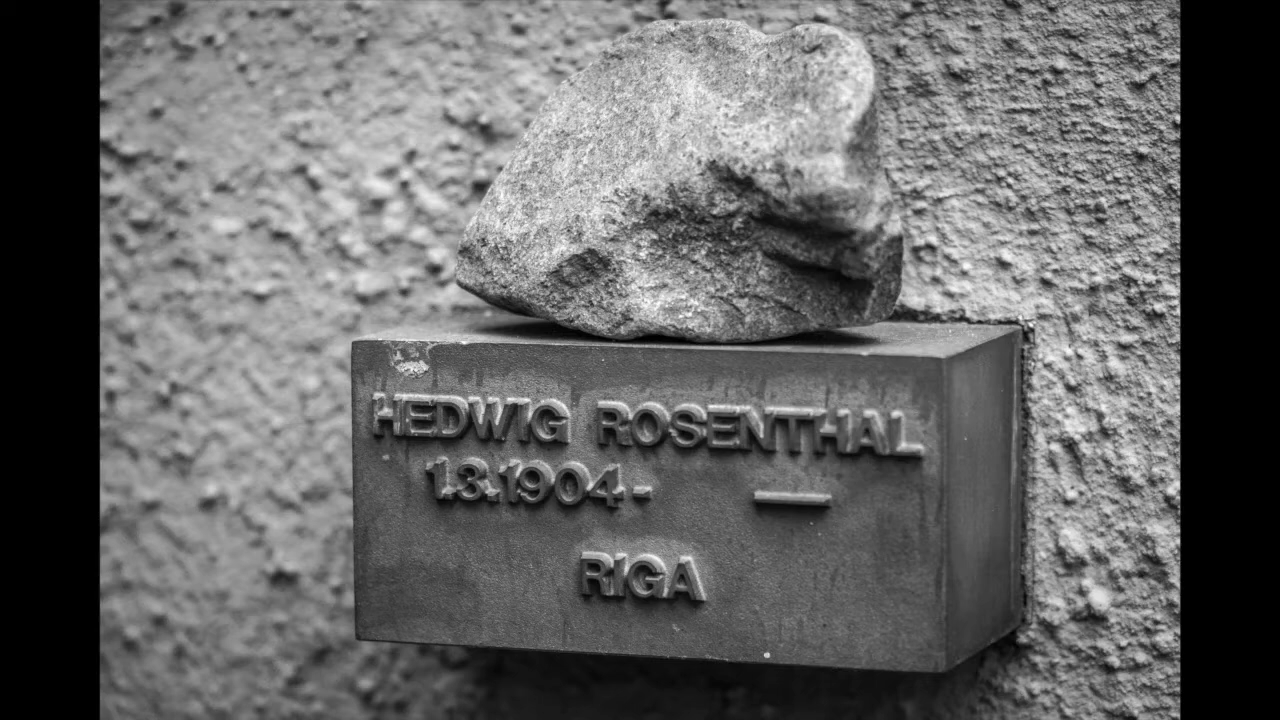 HEDWIG ROSENTHAL
1.3.1904- —
RIGA